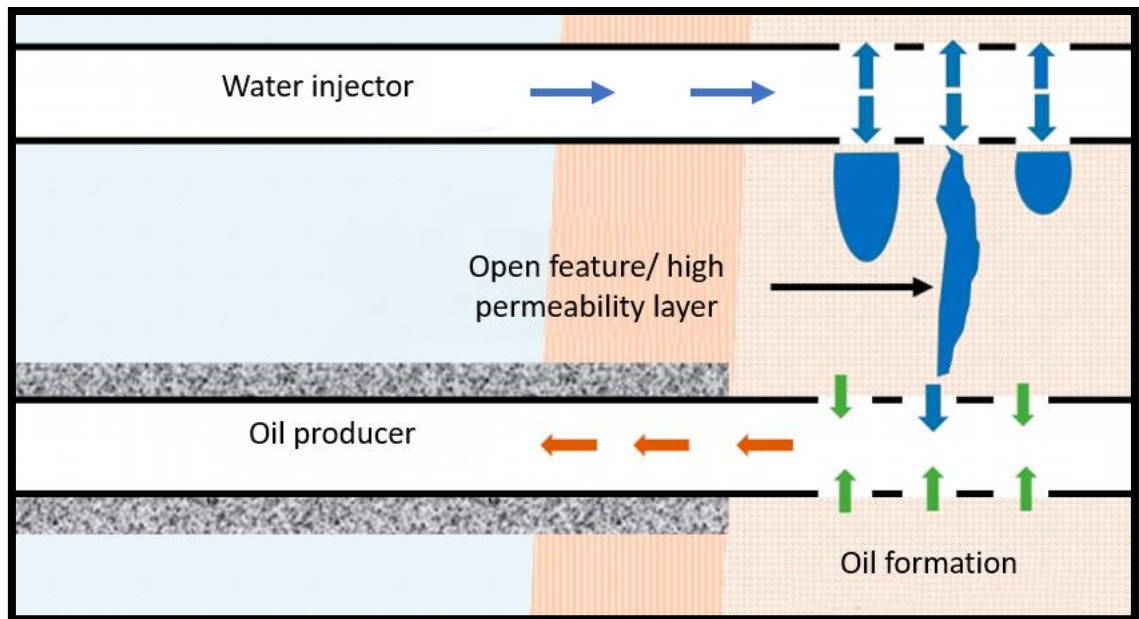 Water injector
Open feature/ high
permeability layer
Oil producer
Oil formation